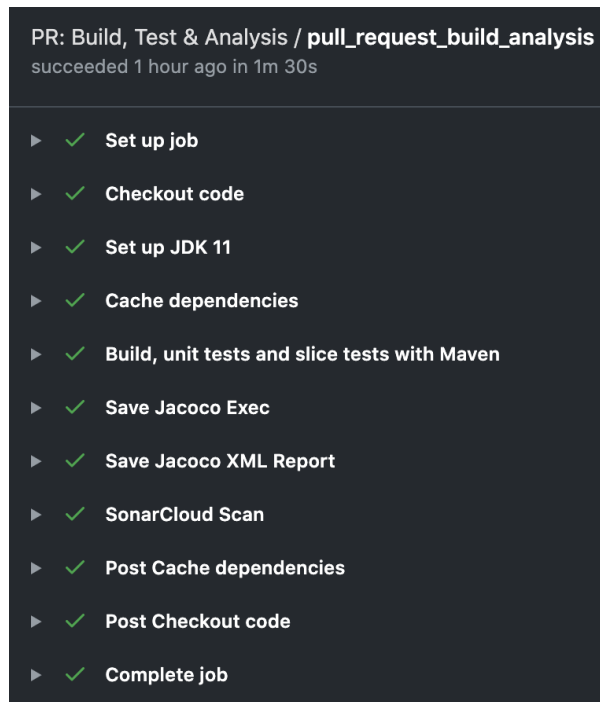 PR: Build, Test & Analysis / pull_request_build_analysis
succeeded 1 hour ago in 1m 30s
Set up job
Checkout code
Set up JDK 11
Cache dependencies
Build, unit tests and slice tests with Maven
Save Jacoco Exec
Save Jacoco XML Report
SonarCloud Scan
Post Cache dependencies
Post Checkout code
Complete job